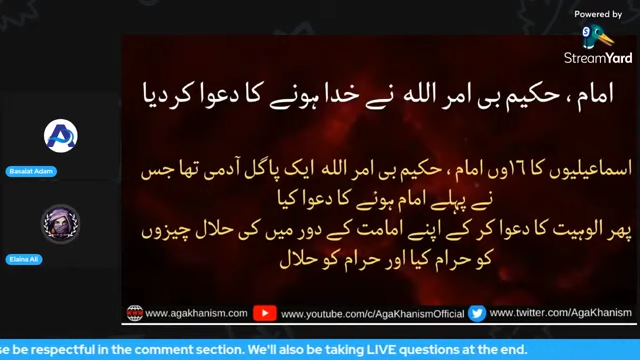 Powered by
StreamYard
امام ، حکیم بی امر الله نے خدا ہونے کا دعوا کردیا
اسماعیلیوں کا ١٦وں امام ، حکیم بی امر الله ایک پاگل آدمی تھا جس
نے پہلے امام ہونے کا دعوا کیا
پھر الوہیت کا دعوا کر کے اپنے امامت کے دور میں کی حلال چیزوں
کو حرام کیا اور حرام کو حلال
Basalat Adam
Elaina Ali
www.agakhanism.com
www.youtube.com/c/AgaKhanismOfficial
www.twitter.com/AgaKhanism
se be respectful in the comment section. We'll also be taking LIVE questions at the end.